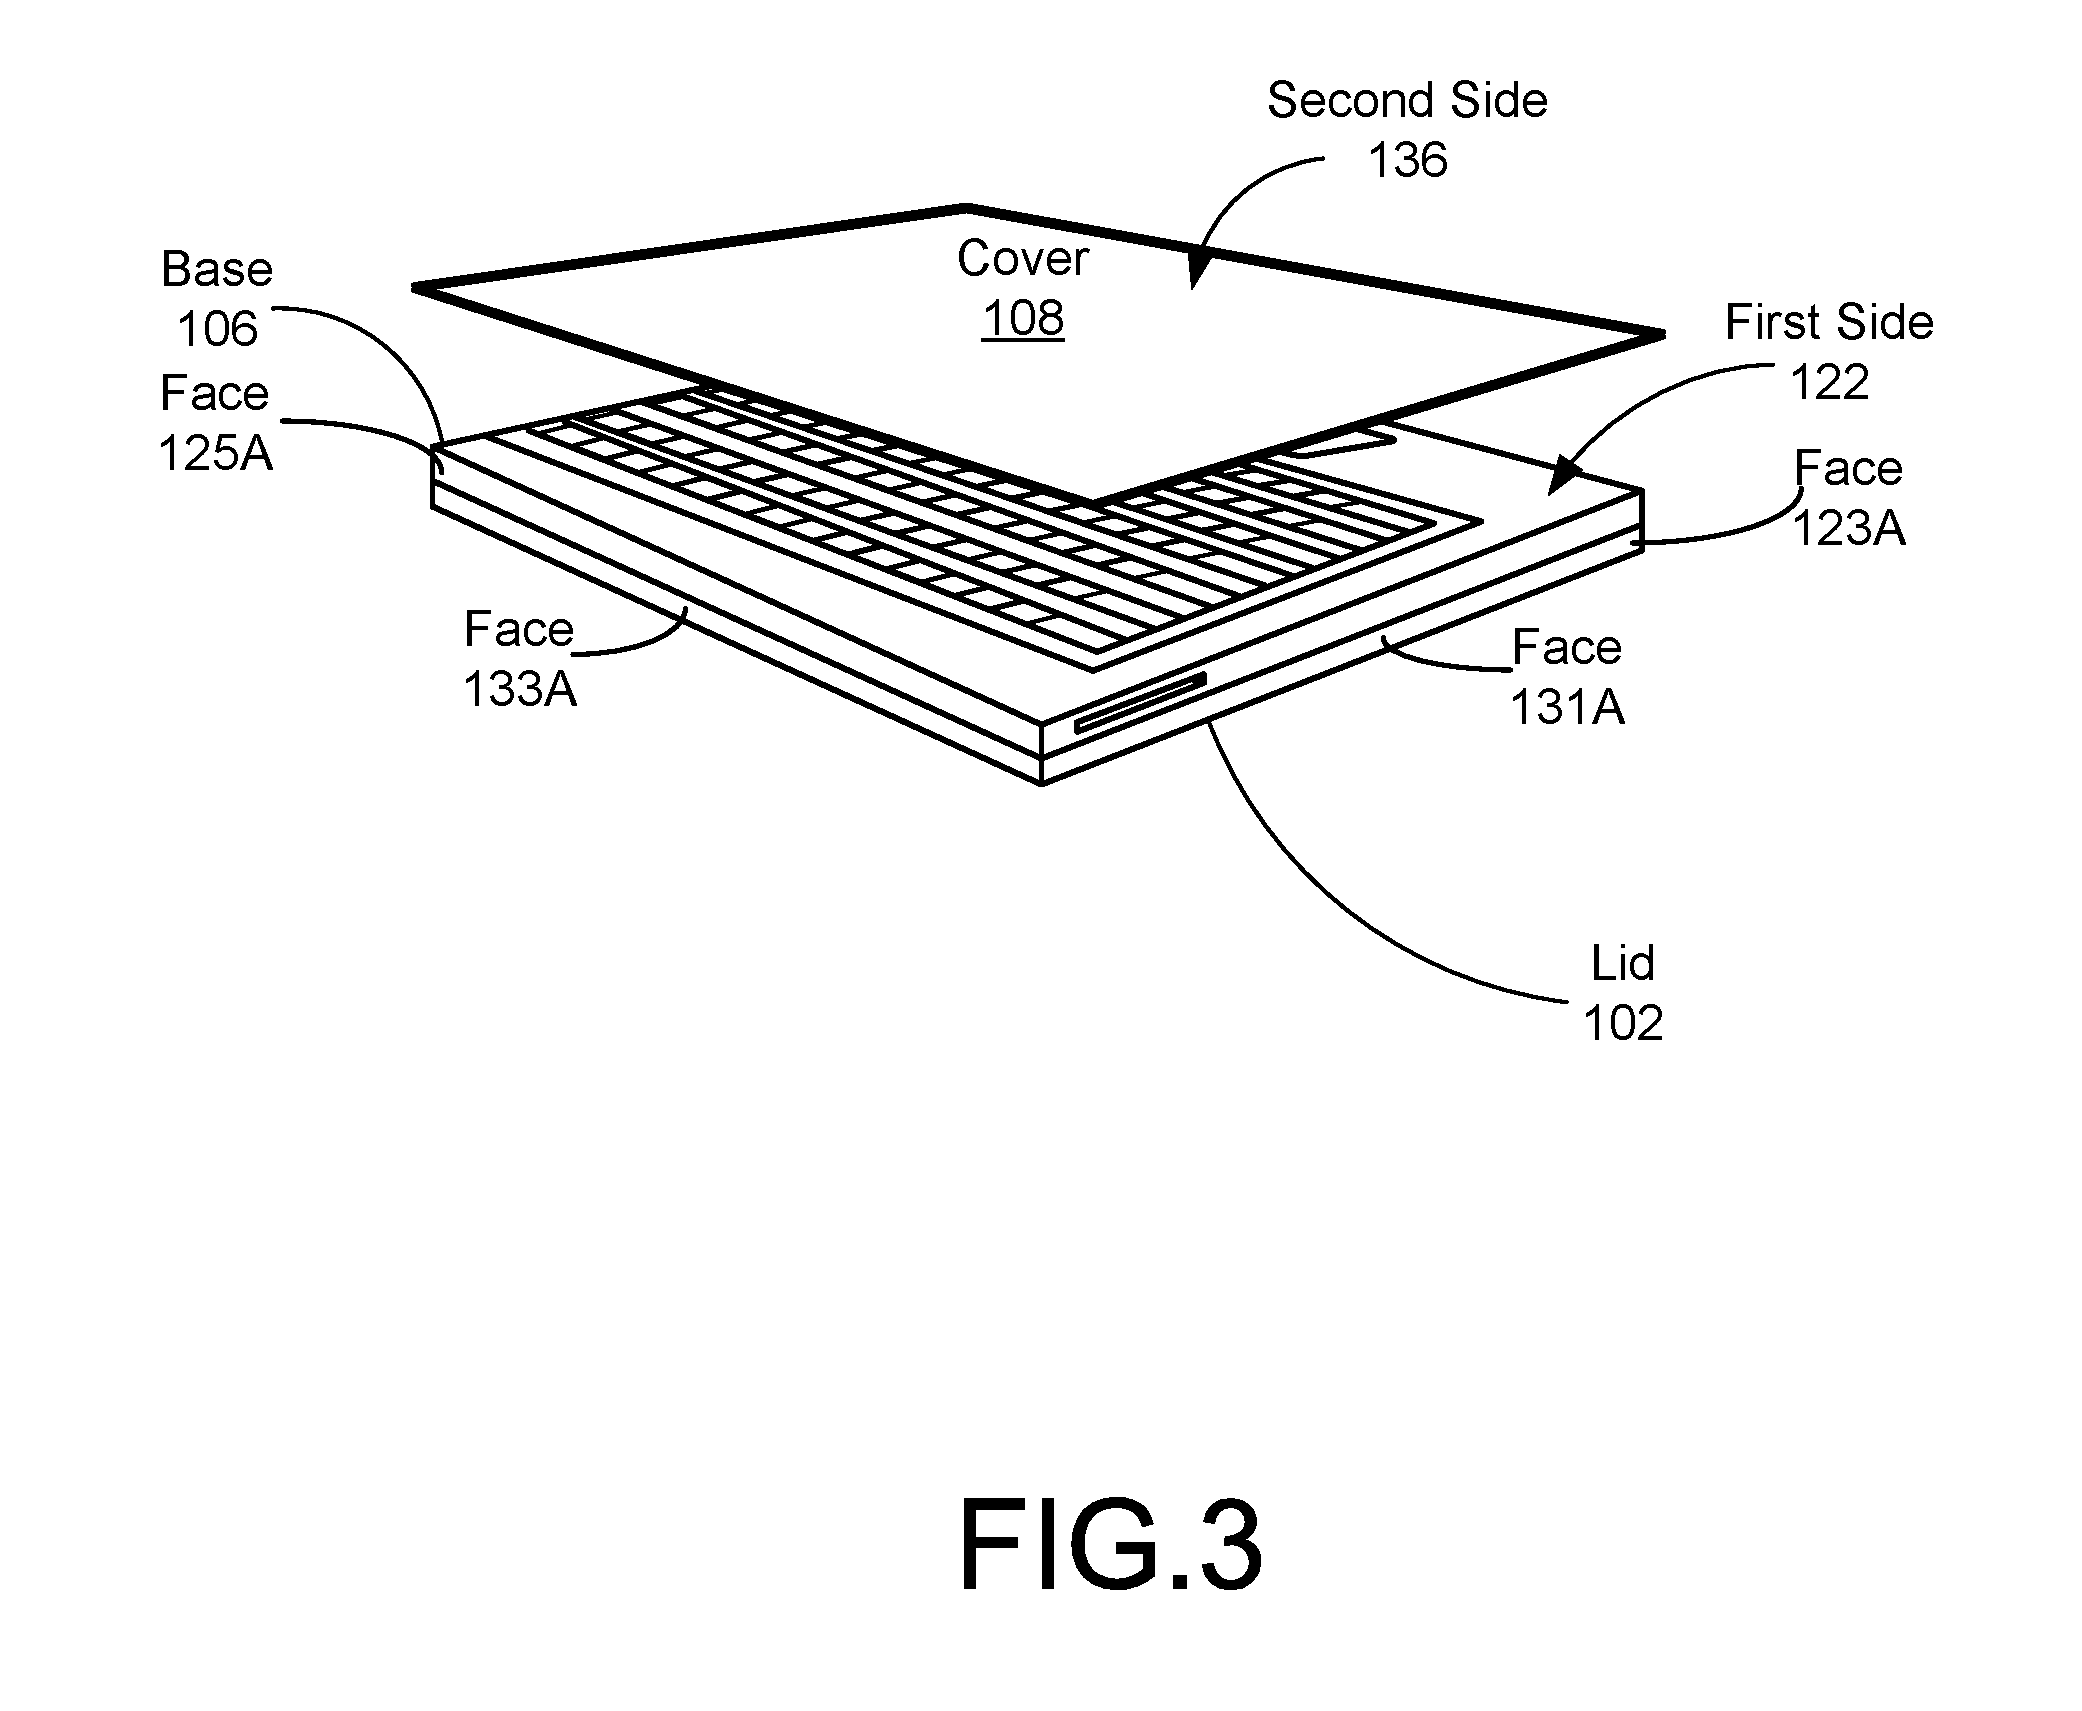 Second Side
136
Cover
108
Base
106
First Side
122
Face
125A
Face
123A
Face
133A
Face
131A
Lid
102
FIG.3